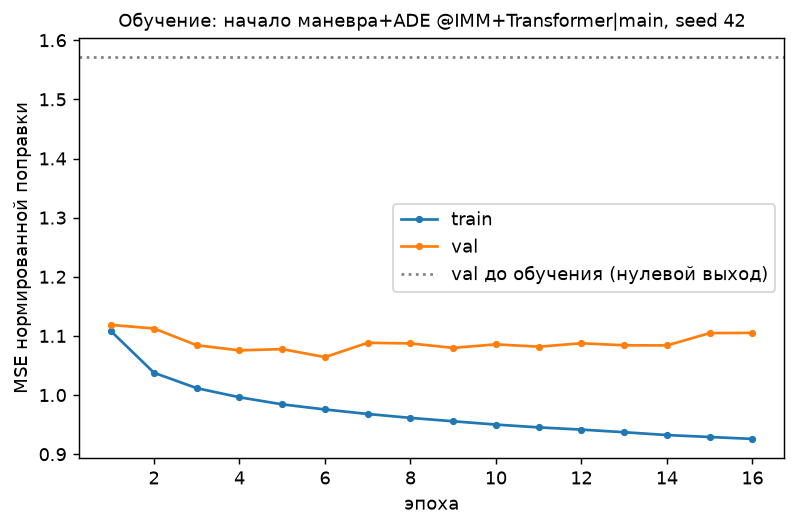 Обучение: начало маневра+ADE @IMM+Transformer|main, seed 42
MSE нормированной поправки
1.6
1.5
1.4
1.3
1.2
1.1
1.0
0.9
train
val
val до обучения (нулевой выход)
2 4 6 8 10 12 14 16
эпоха